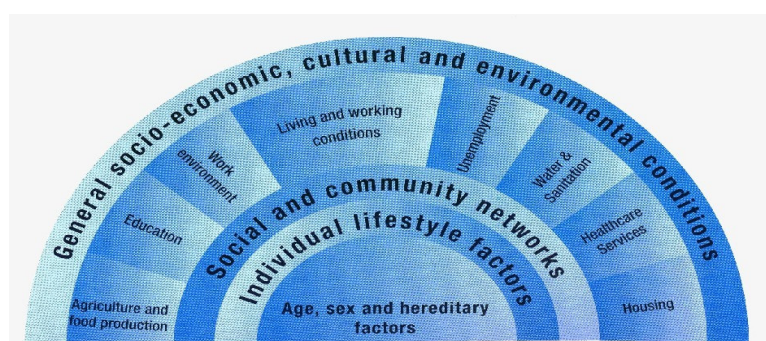 General socio-economic, cultural and environmental conditions
Living and working
conditions
Work
environment
Education
Agriculture and
food production
Unemployment
Water &
Sanitation
Healthcare
Services
Housing
Social and community networks
Individual lifestyle factors
Age, sex and hereditary
factors